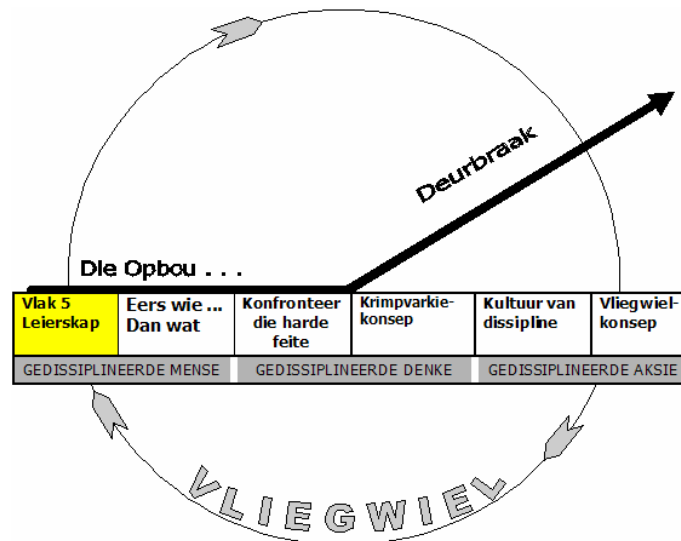 Deurbraak
Die Opbou . . .
Vlak 5
Leierskap
Eers wie ...
Dan wat
Konfronteer
die harde
feite
Krimpvarkie-
konsep
Kultuur van
dissipline
Vliegwiel-
konsep
GEDISSIPLINEERDE MENSE
GEDISSIPLINEERDE DENKE
GEDISSIPLINEERDE AKSIE
VLIEGWIEL